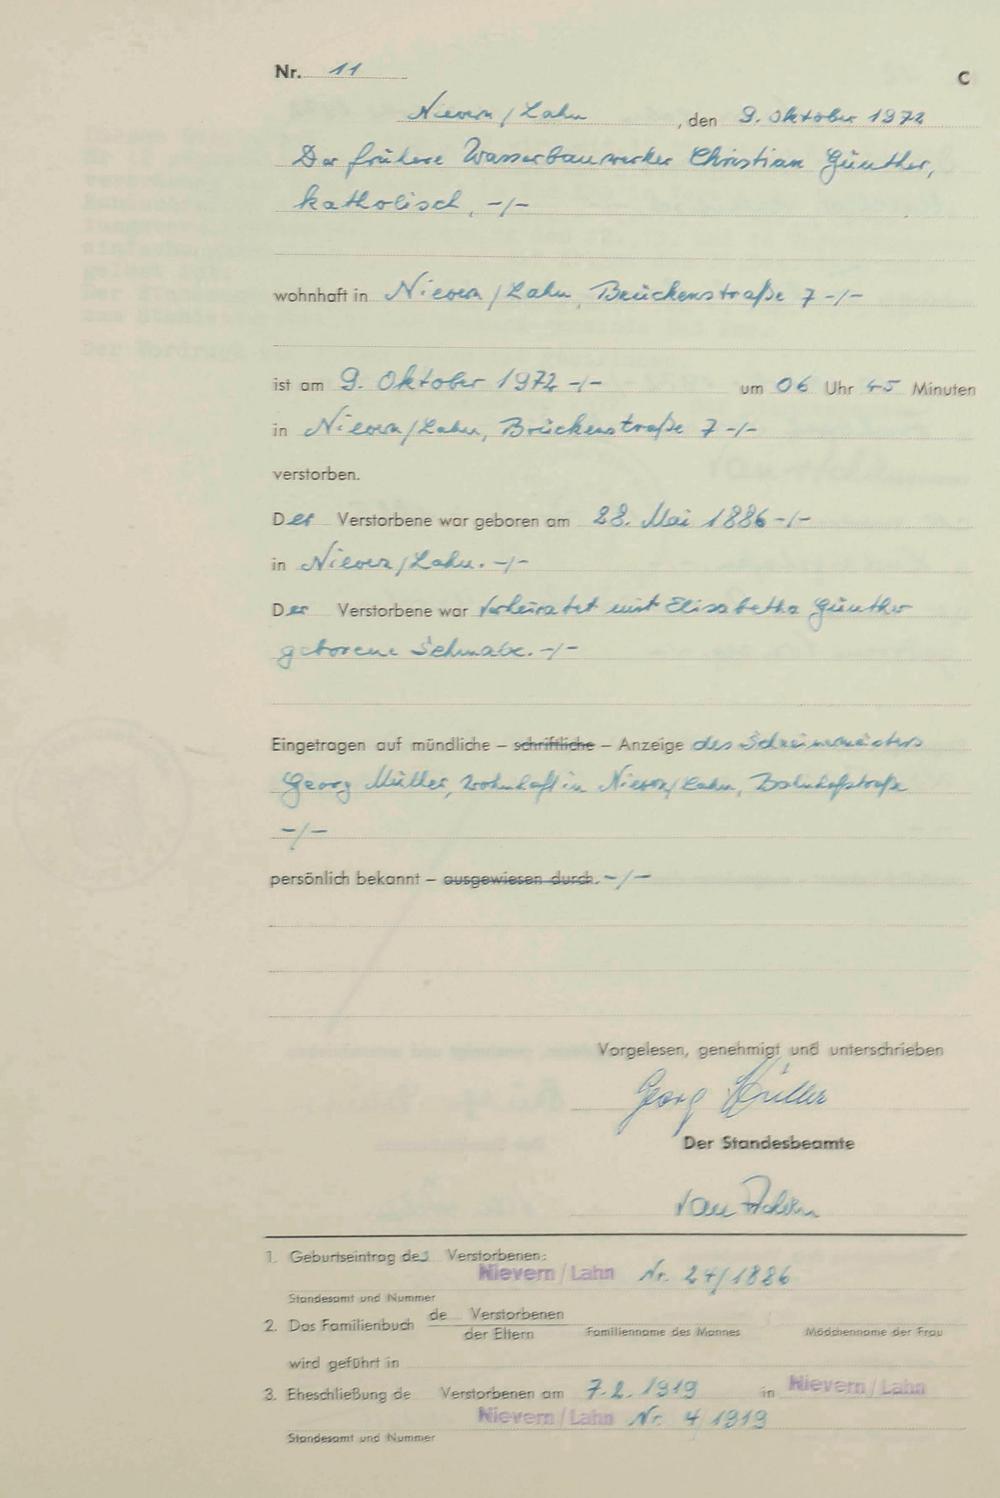 Nr. 11
C
Nievern/Lahn, den 9. Oktober 1972
Der frühere Wasserbauwerker Christian Günther,
katholisch, -/-
wohnhaft in Nievern/Lahn, Brückenstraße 7 -/-
ist am 9. Oktober 1972 -/- um 06 Uhr 45 Minuten
in Nievern/Lahn, Brückenstraße 7 -/-
verstorben.
Der Verstorbene war geboren am 28. Mai 1886 -/-
in Nievern/Lahn. -/-
Der Verstorbene war verheiratet mit Elisabetha Günther
geborene Schwabe. -/-
Eingetragen auf mündliche – schriftliche – Anzeige des Schreinermeisters
Georg Müller, wohnhaft in Nievern/Lahn, Bahnhofstraße
-/-
persönlich bekannt – ausgewiesen durch. -/-
Vorgelesen, genehmigt und unterschrieben
Georg Müller
Der Standesbeamte
1. Geburtseintrag des Verstorbenen:
Nievern/Lahn Nr. 24/1886
Standesamt und Nummer
2. Das Familienbuch de Verstorbenen
der Eltern Familienname des Mannes Mädchenname der Frau
wird geführt in
3. Eheschließung de Verstorbenen am 7.2.1919 in Nievern/Lahn
Nievern/Lahn Nr. 4/1919
Standesamt und Nummer